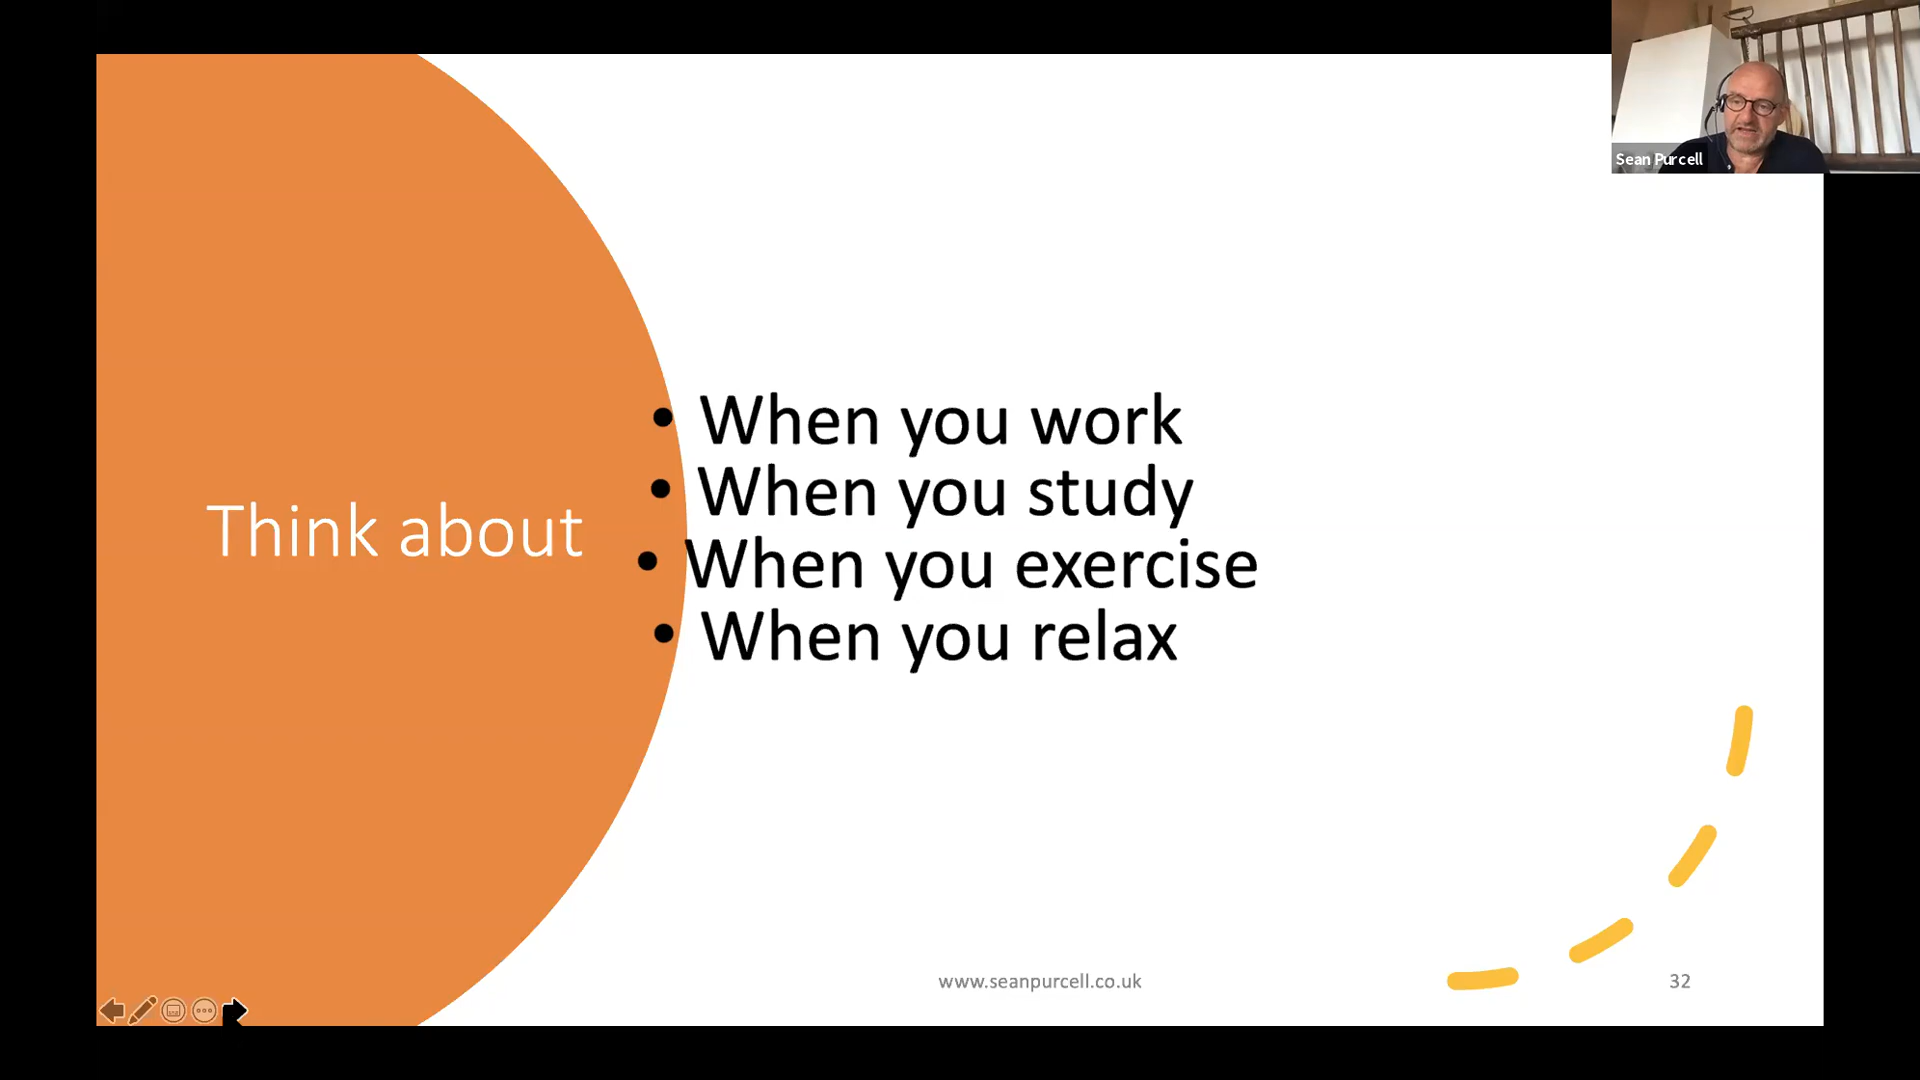 Sean Purcell
Think about
• When you work
• When you study
• When you exercise
• When you relax
www.seanpurcell.co.uk
32